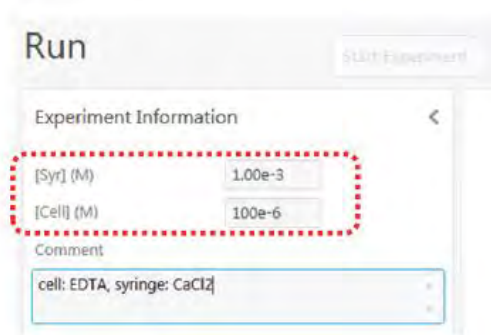 Run
Start Experiment
Experiment Information
[Syr] (M)
1.00e-3
[Cell] (M)
100e-6
Comment
cell: EDTA, syringe: CaCl2